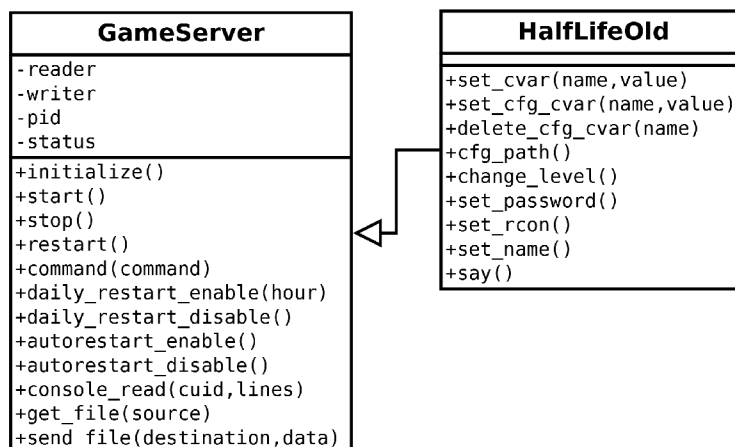 GameServer
-reader
-writer
-pid
-status
+initialize()
+start()
+stop()
+restart()
+command(command)
+daily_restart_enable(hour)
+daily_restart_disable()
+autorestart_enable()
+autorestart_disable()
+console_read(cuid,lines)
+get_file(source)
+send_file(destination,data)
HalfLifeOld
+set_cvar(name,value)
+set_cfg_cvar(name,value)
+delete_cfg_cvar(name)
+cfg_path()
+change_level()
+set_password()
+set_rcon()
+set_name()
+say()